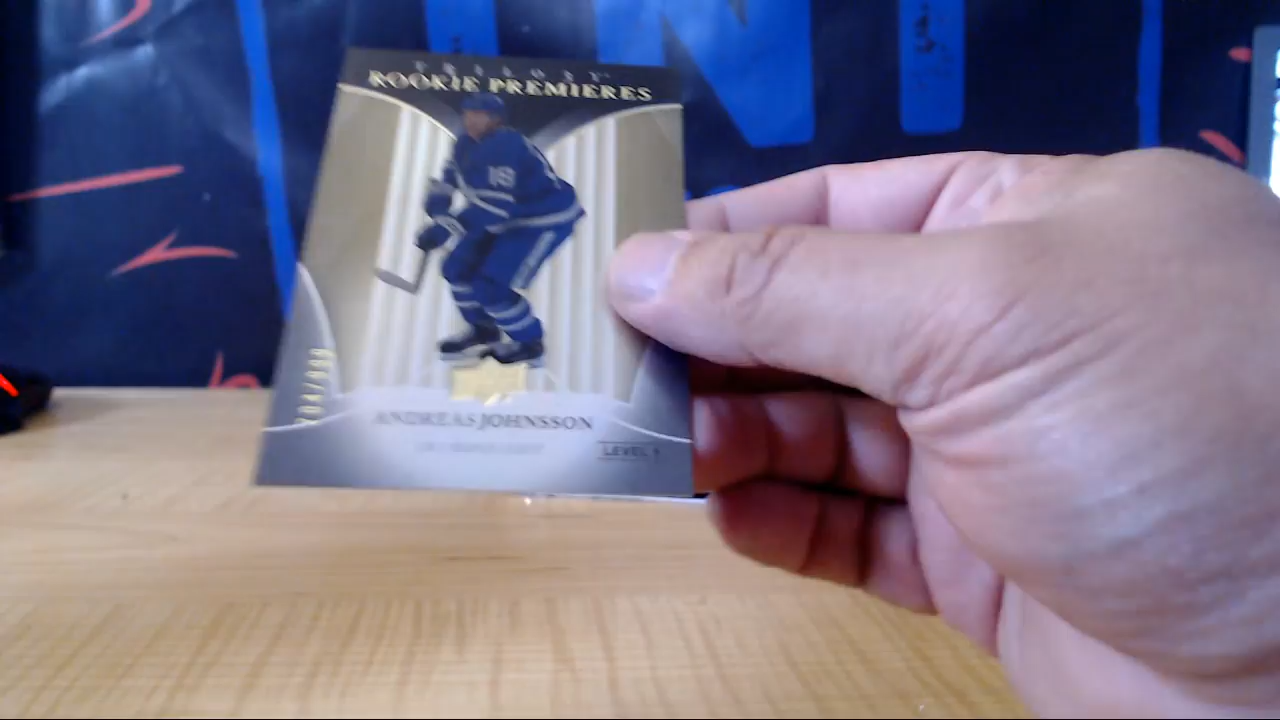 TRILOGY
ROOKIE PREMIERES
18
ANDREAS JOHNSSON
LEVEL 1